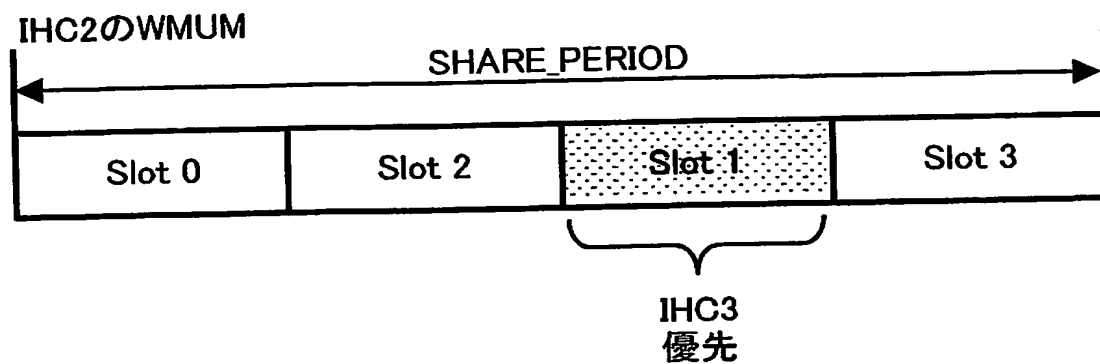 IHC2のWMUM
SHARE_PERIOD
Slot 0
Slot 2
Slot 1
Slot 3
IHC3
優先